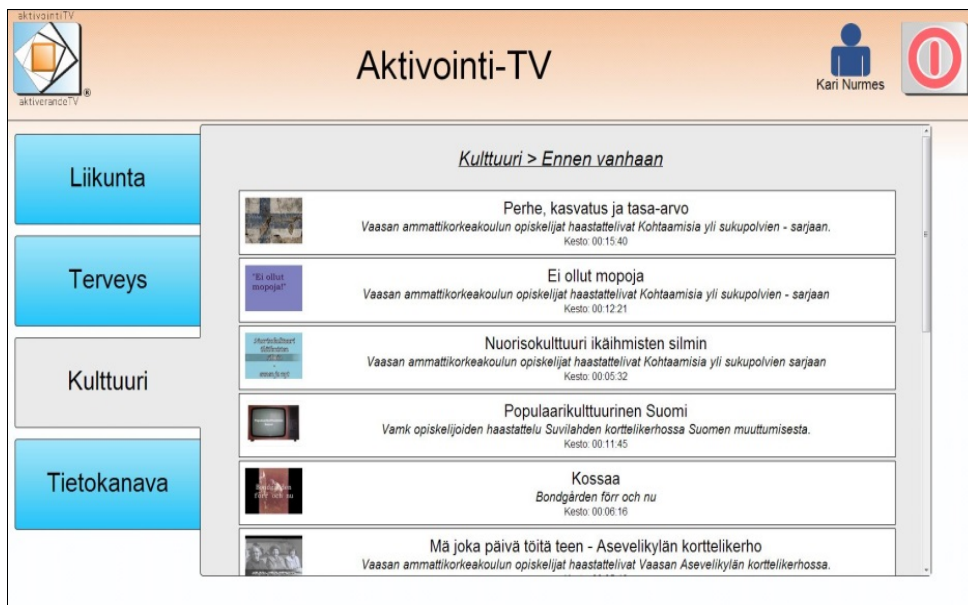 aktivointiTV
Aktivointi-TV
Kari Nurmes
aktiveranceTV ®
Liikunta
Terveys
Kulttuuri
Tietokanava
Kulttuuri > Ennen vanhaan
Perhe, kasvatus ja tasa-arvo
Vaasan ammattikorkeakoulun opiskelijat haastattelivat Kohtaamisia yli sukupolvien - sarjaan.
Kesto: 00:15:40
"Ei ollut
mopoja!"
Ei ollut mopoja
Vaasan ammattikorkeakoulun opiskelijat haastattelivat Kohtaamisia yli sukupolvien - sarjaan
Kesto: 00:12:21
Nuorisokulttuuri ikäihmisten silmin
Vaasan ammattikorkeakoulun opiskelijat haastattelivat Kohtaamisia yli sukupolvien sarjaan
Kesto: 00:05:32
Populaarikulttuurinen Suomi
Vamk opiskelijoiden haastattelu Suvilahden korttelikerhossa Suomen muuttumisesta.
Kesto: 00:11:45
Bondgården
förr och nu
Kossaa
Bondgården förr och nu
Kesto: 00:06:16
Mä joka päivä töitä teen - Asevelikylän korttelikerho
Vaasan ammattikorkeakoulun opiskelijat haastattelivat Vaasan Asevelikylän korttelikerhossa.